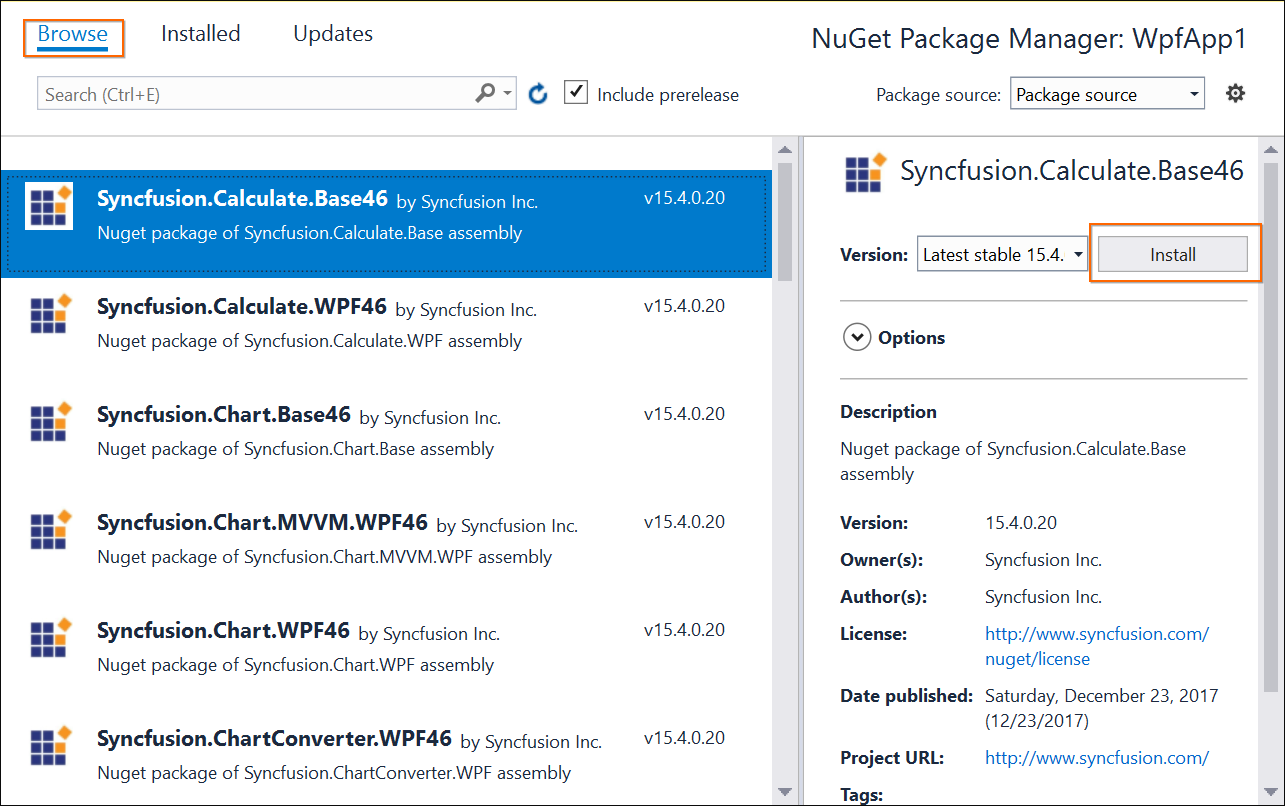 Browse Installed Updates
NuGet Package Manager: WpfApp1
Search (Ctrl+E) Include prerelease Package source: Package source
Syncfusion.Calculate.Base46 by Syncfusion Inc. v15.4.0.20
Nuget package of Syncfusion.Calculate.Base assembly
Syncfusion.Calculate.WPF46 by Syncfusion Inc. v15.4.0.20
Nuget package of Syncfusion.Calculate.WPF assembly
Syncfusion.Chart.Base46 by Syncfusion Inc. v15.4.0.20
Nuget package of Syncfusion.Chart.Base assembly
Syncfusion.Chart.MVVM.WPF46 by Syncfusion Inc. v15.4.0.20
Nuget package of Syncfusion.Chart.MVVM.WPF assembly
Syncfusion.Chart.WPF46 by Syncfusion Inc. v15.4.0.20
Nuget package of Syncfusion.Chart.WPF assembly
Syncfusion.ChartConverter.WPF46 by Syncfusion Inc. v15.4.0.20
Nuget package of Syncfusion.ChartConverter.WPF assembly
Syncfusion.Calculate.Base46
Version: Latest stable 15.4. Install
Options
Description
Nuget package of Syncfusion.Calculate.Base
assembly
Version: 15.4.0.20
Owner(s): Syncfusion Inc.
Author(s): Syncfusion Inc.
License: http://www.syncfusion.com/
nuget/license
Date published: Saturday, December 23, 2017
(12/23/2017)
Project URL: http://www.syncfusion.com/
Tags: